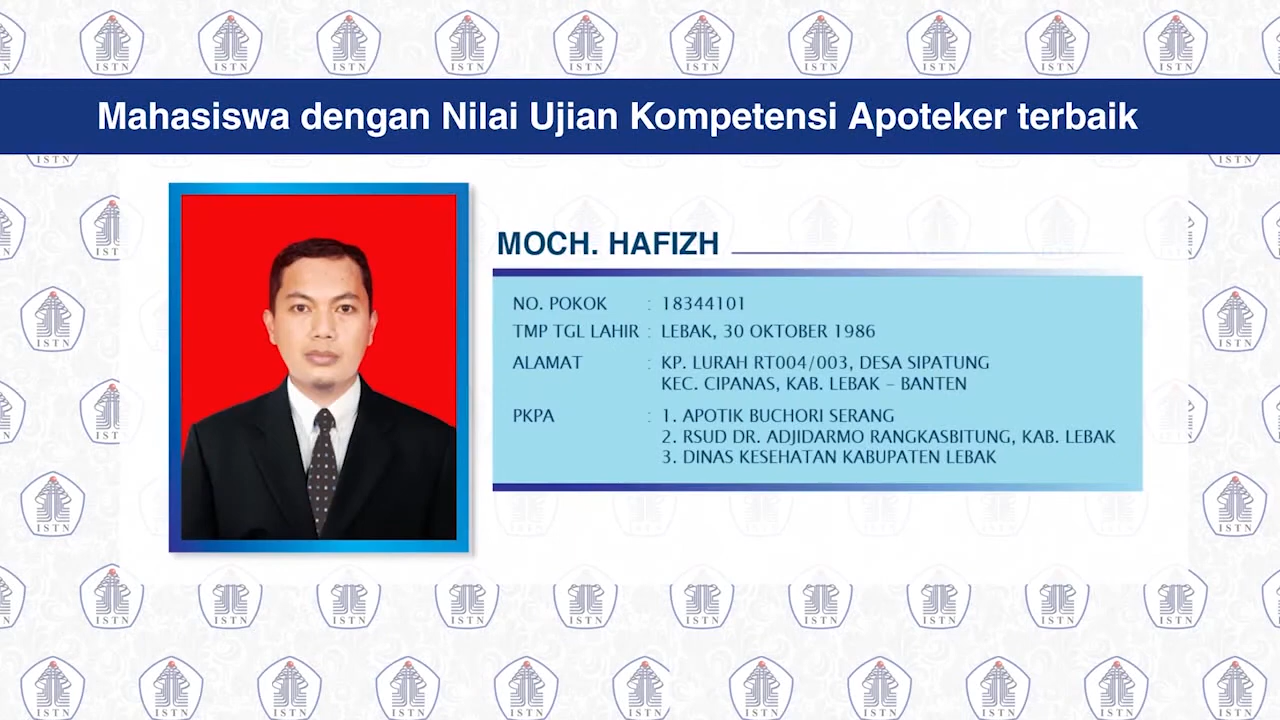 Mahasiswa dengan Nilai Ujian Kompetensi Apoteker terbaik
MOCH. HAFIZH
NO. POKOK : 18344101
TMP TGL LAHIR : LEBAK, 30 OKTOBER 1986
ALAMAT : KP. LURAH RT004/003, DESA SIPATUNG
KEC. CIPANAS, KAB. LEBAK – BANTEN
PKPA : 1. APOTIK BUCHORI SERANG
2. RSUD DR. ADJIDARMO RANGKASBITUNG, KAB. LEBAK
3. DINAS KESEHATAN KABUPATEN LEBAK
ISTN